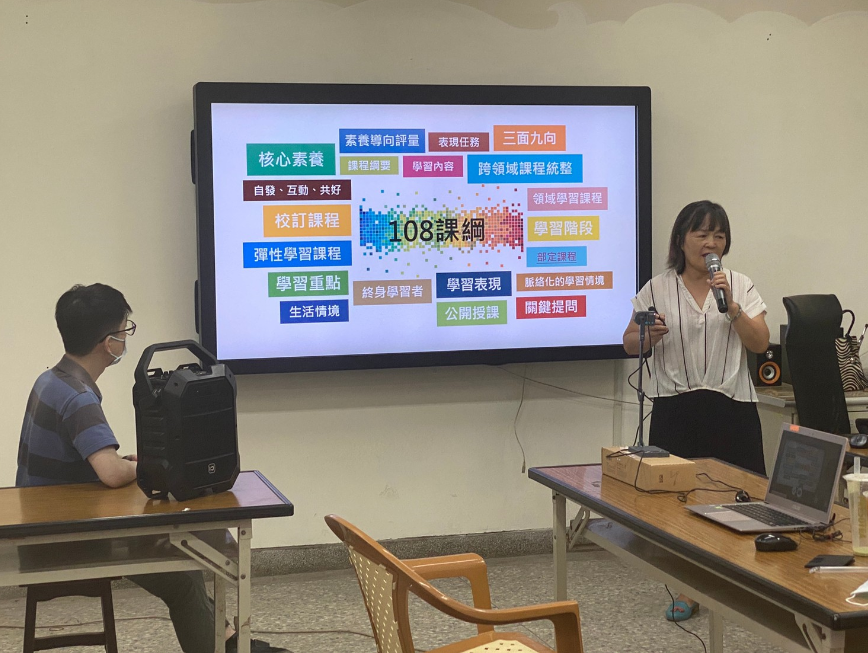 素養導向評量
表現任務
三面九向
核心素養
課程綱要
學習內容
跨領域課程統整
自發、互動、共好
領域學習課程
校訂課程
108課綱
學習階段
彈性學習課程
部定課程
學習重點
終身學習者
學習表現
脈絡化的學習情境
生活情境
公開授課
關鍵提問